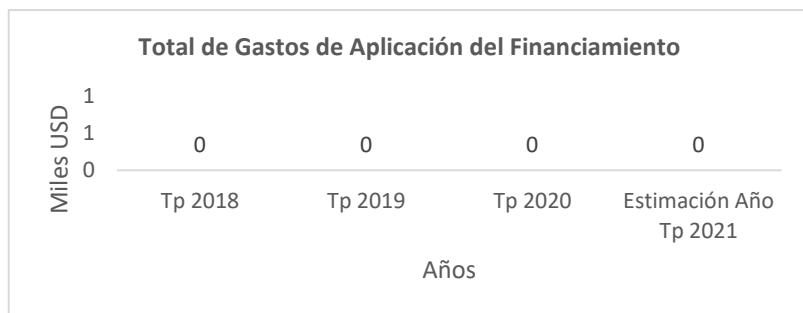 Total de Gastos de Aplicación del Financiamiento
Miles USD
1
1
0
0 0 0 0
Tp 2018 Tp 2019 Tp 2020 Estimación Año
Tp 2021
Años